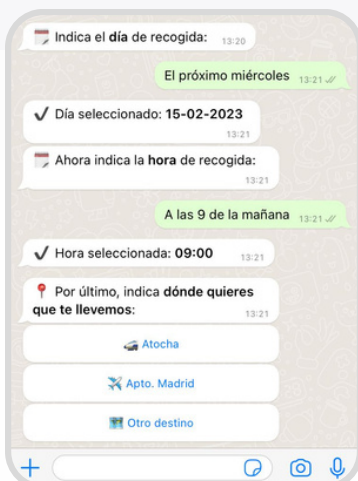 🗓️ Indica el día de recogida: 13:20
El próximo miércoles 13:21
✔️ Día seleccionado: 15-02-2023
13:21
🗓️ Ahora indica la hora de recogida:
13:21
A las 9 de la mañana 13:21
✔️ Hora seleccionada: 09:00 13:21
📍 Por último, indica dónde quieres
que te llevemos: 13:21
🚅 Atocha
✈️ Apto. Madrid
🗺️ Otro destino